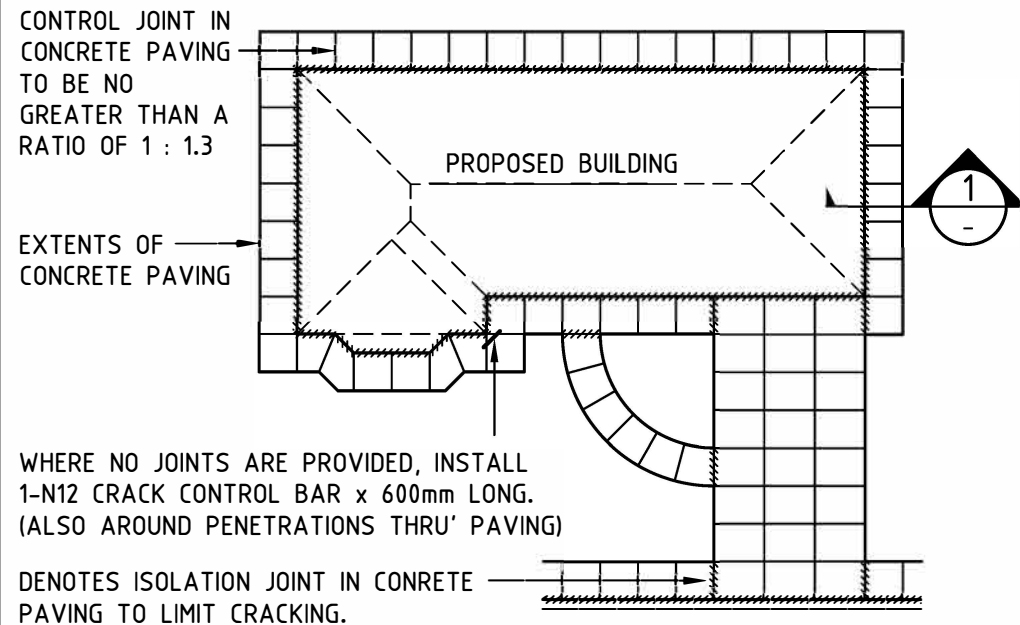 CONTROL JOINT IN
CONCRETE PAVING
TO BE NO
GREATER THAN A
RATIO OF 1 : 1.3
PROPOSED BUILDING
1
-
EXTENTS OF
CONCRETE PAVING
WHERE NO JOINTS ARE PROVIDED, INSTALL
1-N12 CRACK CONTROL BAR x 600mm LONG.
(ALSO AROUND PENETRATIONS THRU' PAVING)
DENOTES ISOLATION JOINT IN CONRETE
PAVING TO LIMIT CRACKING.